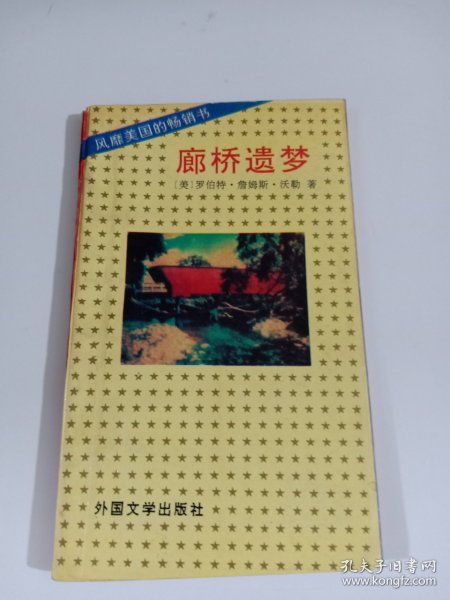 风靡美国的畅销书
廊桥遗梦
[美]罗伯特·詹姆斯·沃勒 著
外国文学出版社
孔夫子旧书网
www.kongfz.com